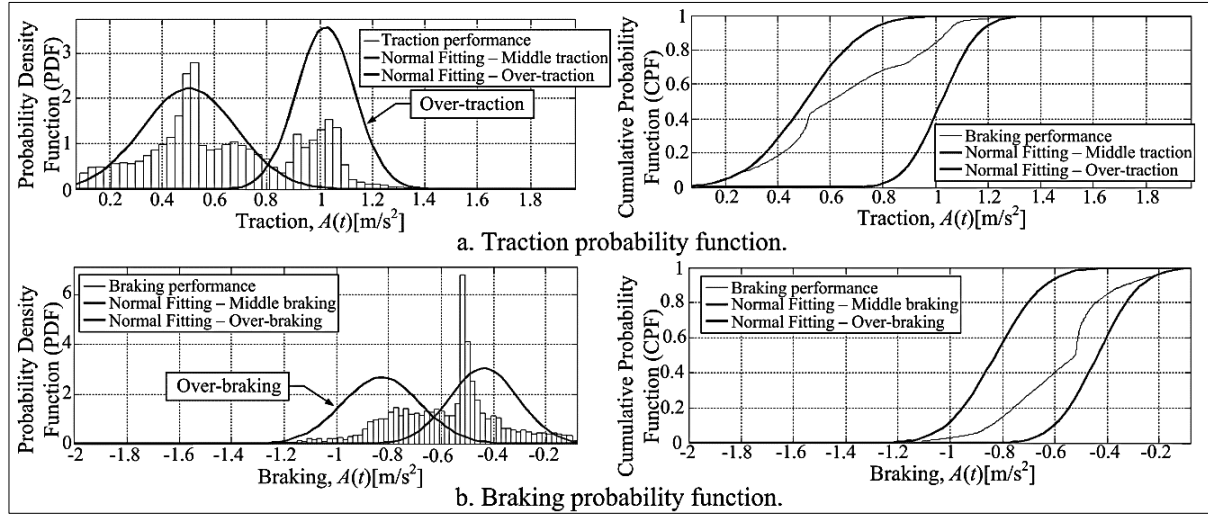 Probability Density
Function (PDF)
3
2
1
0
Traction performance
Normal Fitting – Middle traction
Normal Fitting – Over-traction
Over-traction
0.2 0.4 0.6 0.8 1.0 1.2 1.4 1.6 1.8
Traction, A(t)[m/s²]
Cumulative Probability
Function (CPF)
1
0.8
0.6
0.4
0.2
0
Braking performance
Normal Fitting – Middle traction
Normal Fitting – Over-traction
0.2 0.4 0.6 0.8 1.0 1.2 1.4 1.6 1.8
Traction, A(t)[m/s²]
a. Traction probability function.
Probability Density
Function (PDF)
6
4
2
0
Braking performance
Normal Fitting – Middle braking
Normal Fitting – Over-braking
Over-braking
-2 -1.8 -1.6 -1.4 -1.2 -1 -0.8 -0.6 -0.4 -0.2
Braking, A(t)[m/s²]
Cumulative Probability
Function (CPF)
1
0.8
0.6
0.4
0.2
0
Braking performance
Normal Fitting – Middle braking
Normal Fitting – Over-braking
-2 -1.8 -1.6 -1.4 -1.2 -1 -0.8 -0.6 -0.4 -0.2
Braking, A(t)[m/s²]
b. Braking probability function.